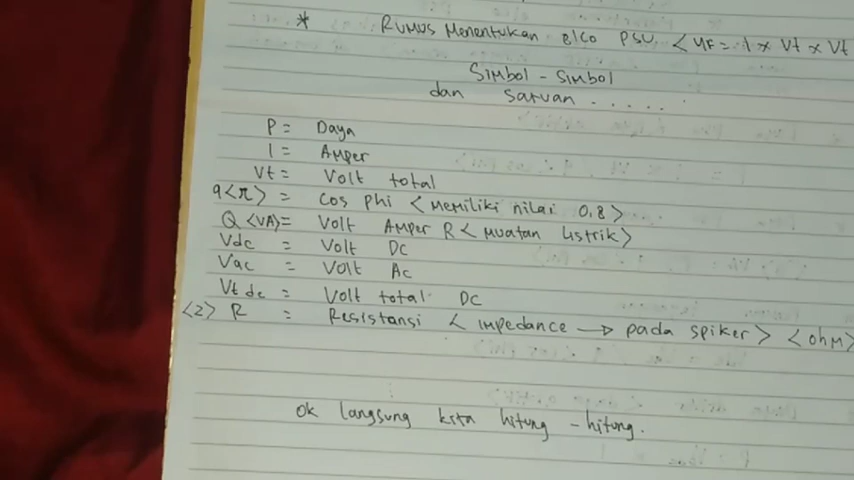 * RUMUS Menentukan elco PSU < UF = I x Vt x Vt
Simbol - Simbol
dan Satuan . . . . .
P = Daya
I = Amper
Vt = Volt total
q<π> = Cos phi < Memiliki nilai 0,8 >
Q <VA> = Volt Amper R < Muatan Listrik >
Vdc = Volt DC
Vac = Volt Ac
Vt dc = Volt total DC
<2> R = Resistansi < impedance → pada spiker > < ohM >
Ok langsung kita hitung - hitung.